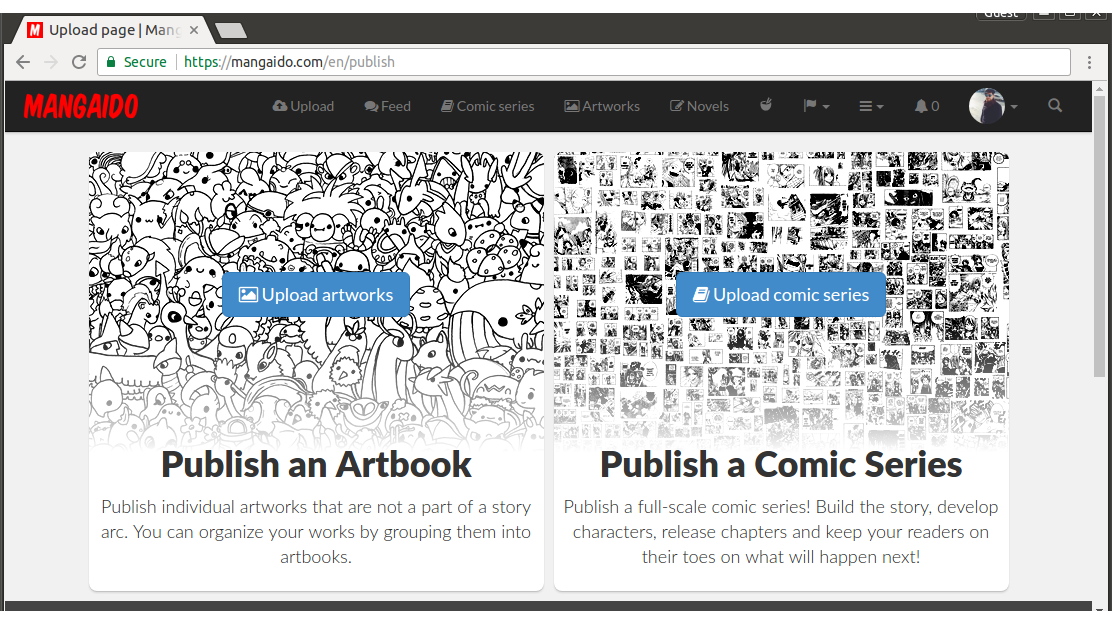 Guest
Upload page | Mang
Secure
https://mangaido.com/en/publish
MANGAIDO
Upload
Feed
Comic series
Artworks
Novels
0
Upload artworks
Publish an Artbook
Publish individual artworks that are not a part of a story
arc. You can organize your works by grouping them into
artbooks.
Upload comic series
Publish a Comic Series
Publish a full-scale comic series! Build the story, develop
characters, release chapters and keep your readers on
their toes on what will happen next!